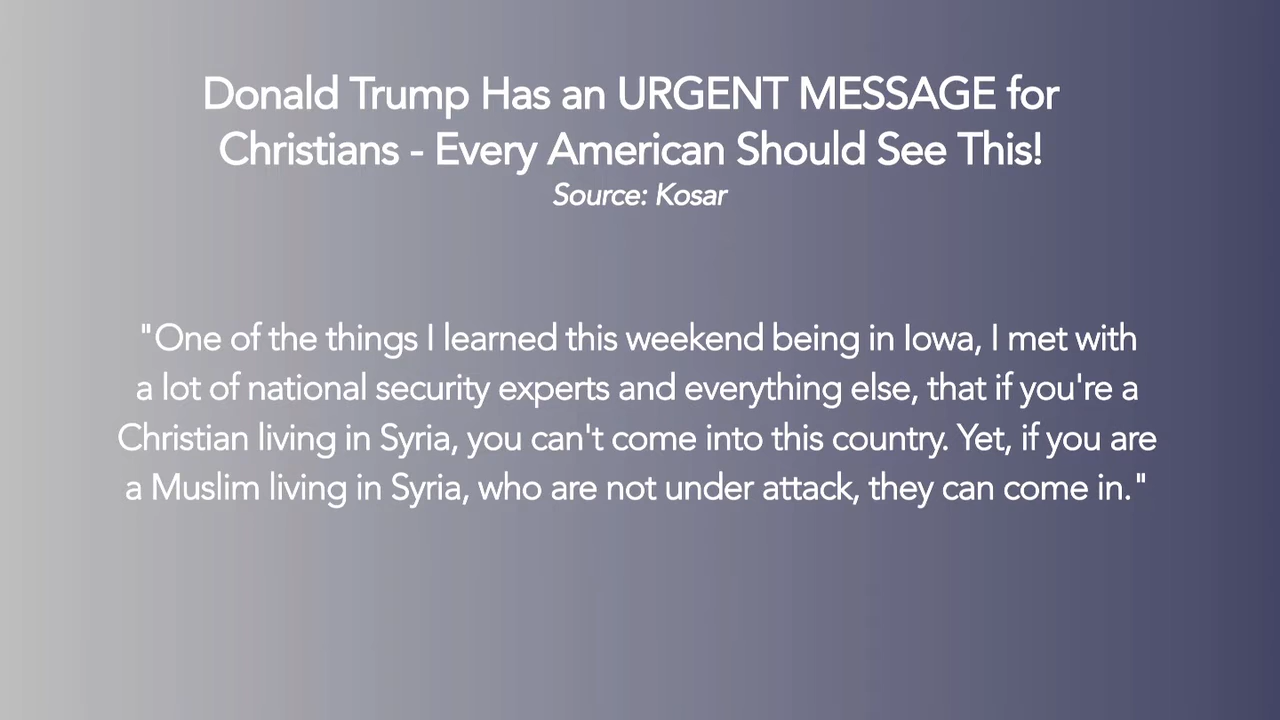 Donald Trump Has an URGENT MESSAGE for
Christians - Every American Should See This!
Source: Kosar
"One of the things I learned this weekend being in Iowa, I met with
a lot of national security experts and everything else, that if you're a
Christian living in Syria, you can't come into this country. Yet, if you are
a Muslim living in Syria, who are not under attack, they can come in."